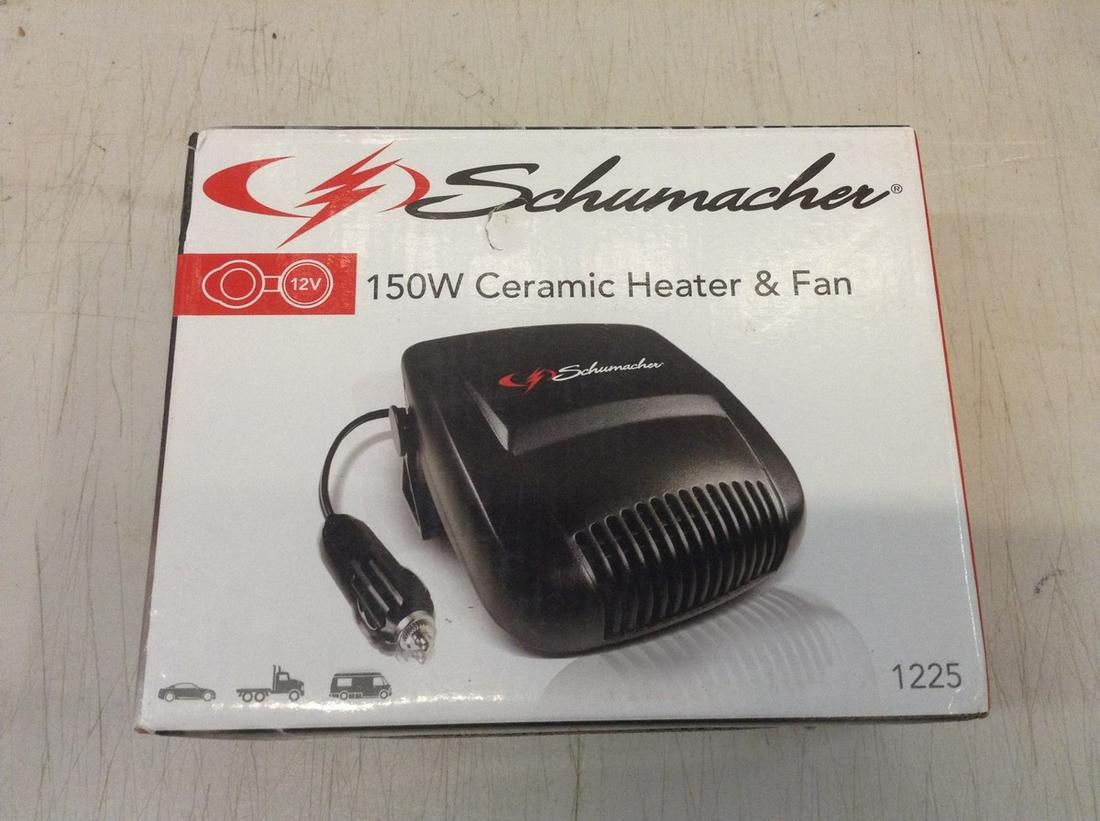 Schumacher®
12V
150W Ceramic Heater & Fan
Schumacher
1225